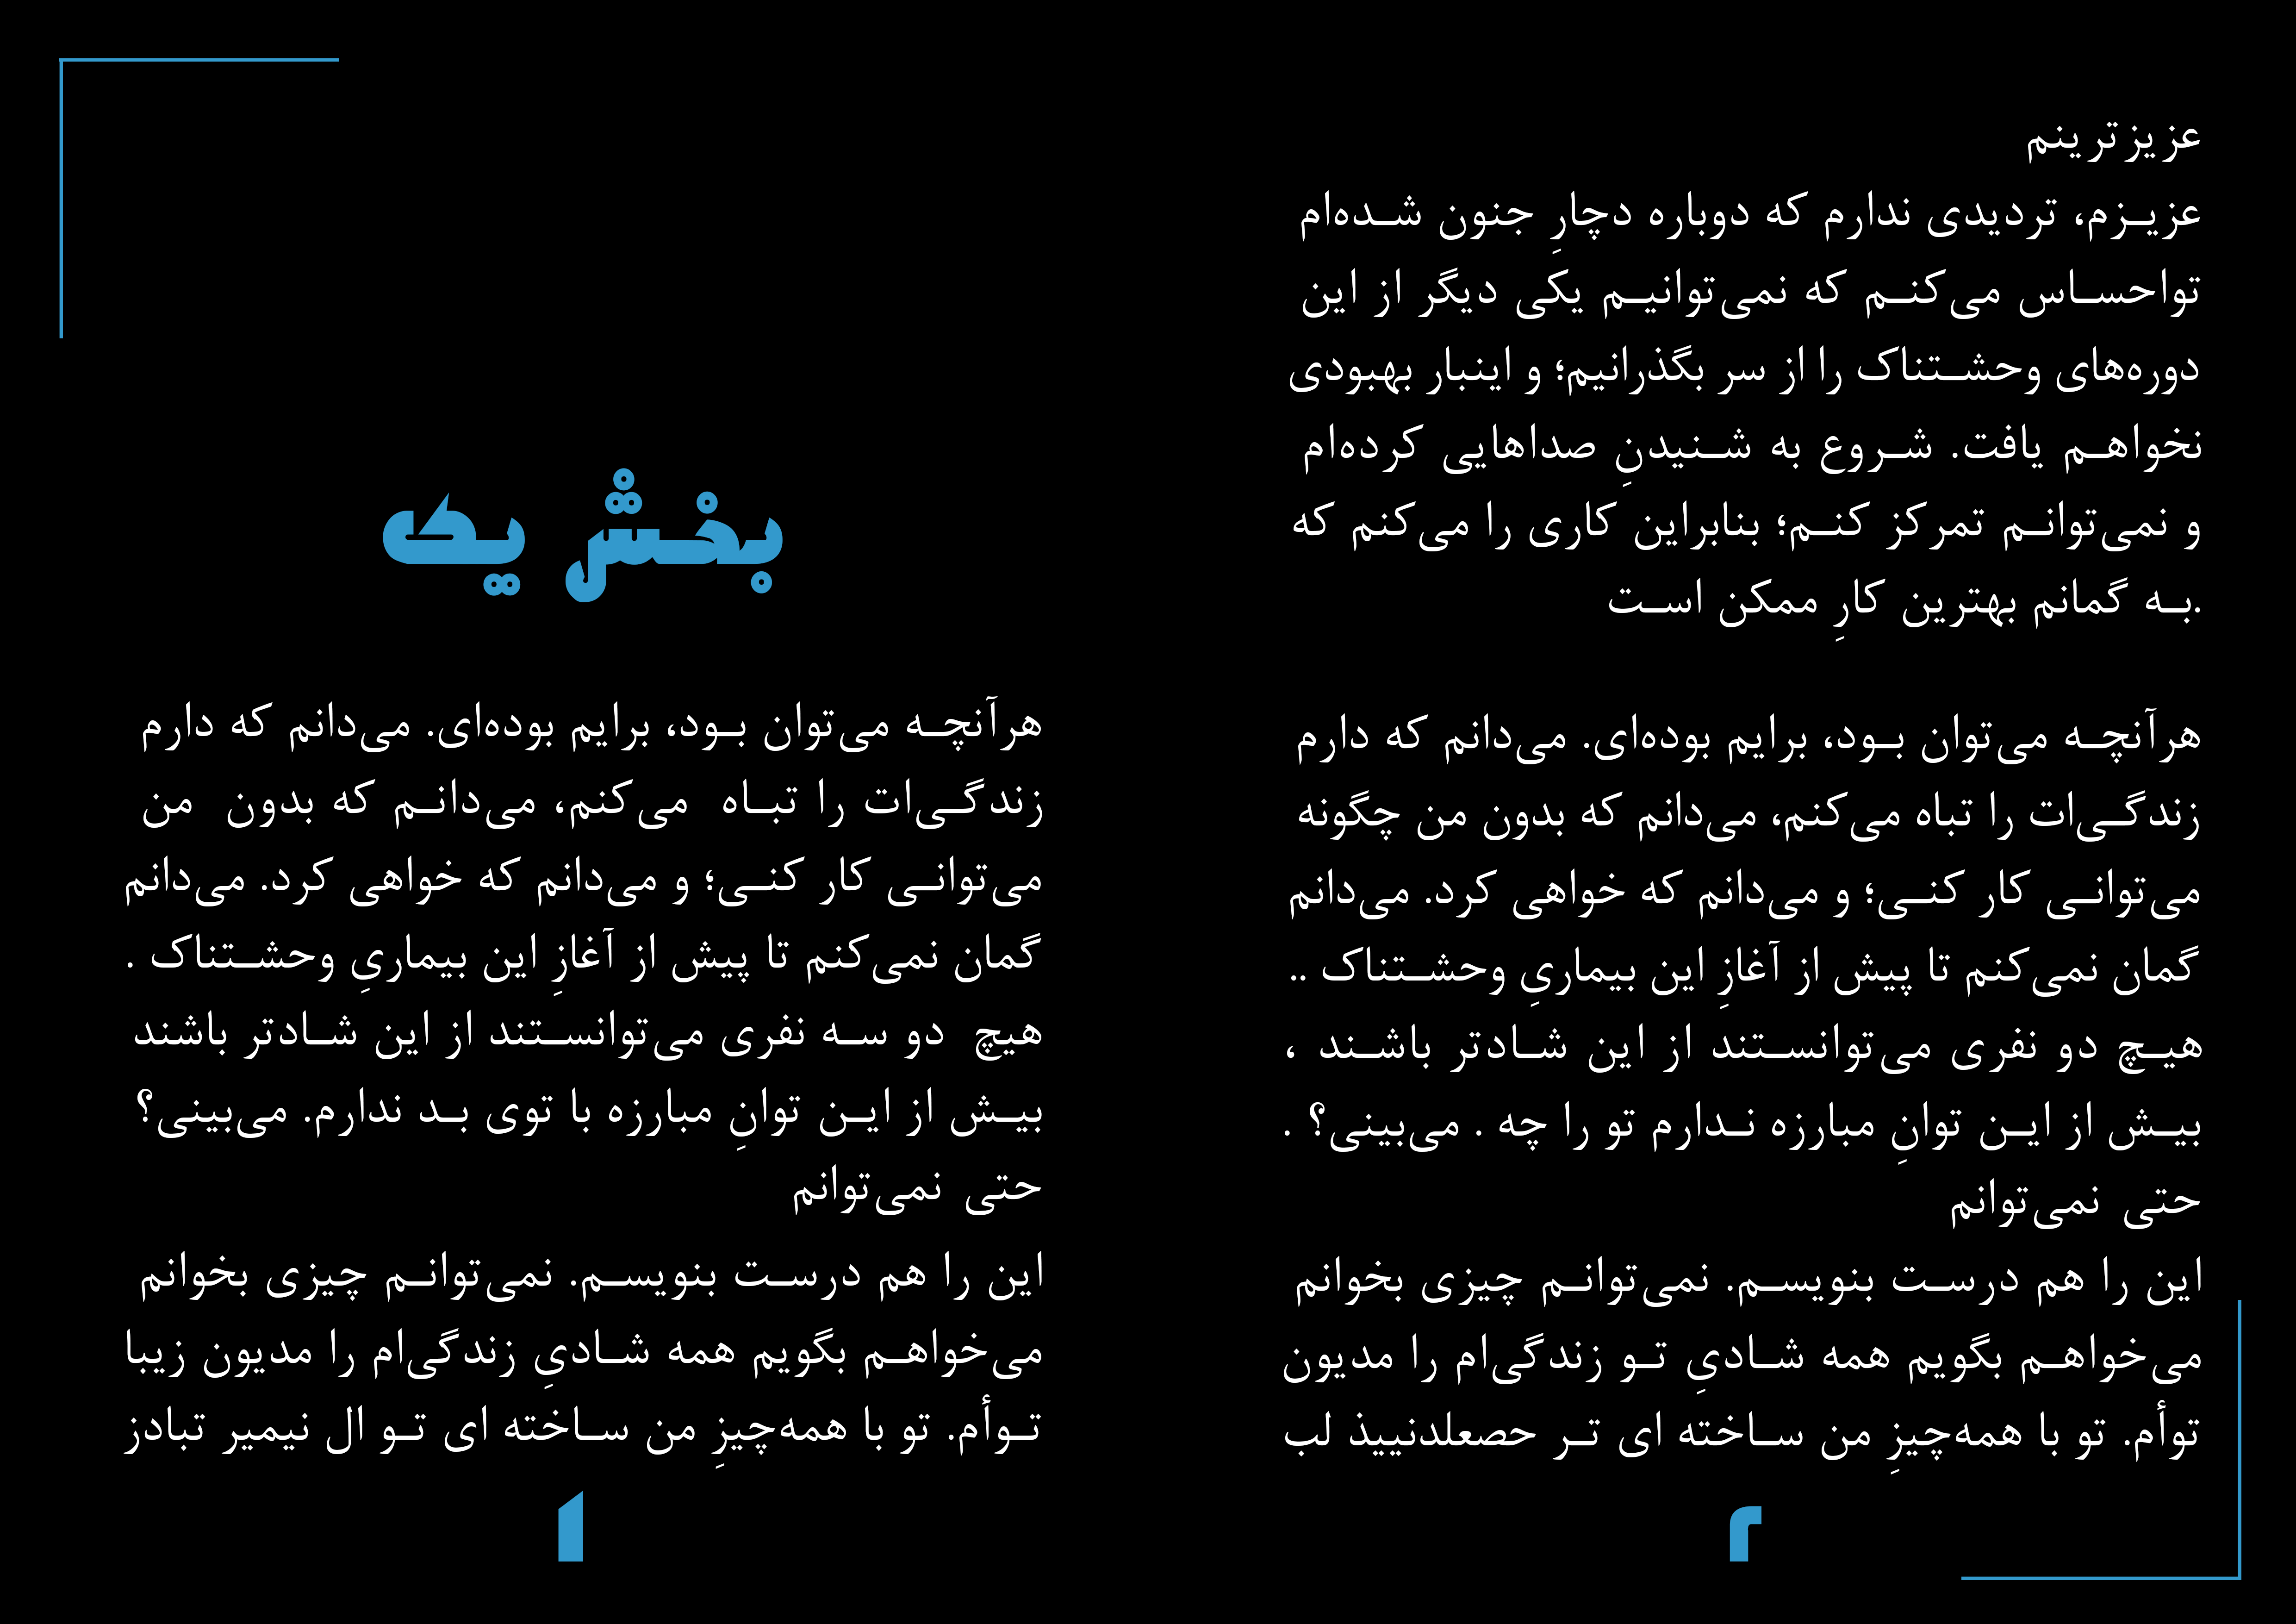 بخش یک
هرآنچه می‌توان بود، برایم بوده‌ای. می‌دانم که دارم
زندگی‌ات را تباه می‌کنم، می‌دانم که بدون من
می‌توانی کار کنی؛ و می‌دانم که خواهی کرد. می‌دانم
گمان نمی‌کنم تا پیش از آغازِ این بیماریِ وحشتناک .
هیچ دو سه نفری می‌توانستند از این شادتر باشند
بیش از این توانِ مبارزه با توی بد ندارم. می‌بینی؟
حتی نمی‌توانم
این را هم درست بنویسم. نمی‌توانم چیزی بخوانم
می‌خواهم بگویم همه شادیِ زندگی‌ام را مدیون زیبا
توأم. تو با همه‌چیزِ من ساخته ای تو ال نیمیر تبادز
۱
عزیزترینم
عزیزم، تردیدی ندارم که دوباره دچارِ جنون شده‌ام
تواحساس می‌کنم که نمی‌توانیم یکی دیگر از این
دوره‌های وحشتناک را از سر بگذرانیم؛ و اینبار بهبودی
نخواهم یافت. شروع به شنیدنِ صداهایی کرده‌ام
و نمی‌توانم تمرکز کنم؛ بنابراین کاری را می‌کنم که
.به گمانم بهترین کارِ ممکن است
هرآنچه می‌توان بود، برایم بوده‌ای. می‌دانم که دارم
زندگی‌ات را تباه می‌کنم، می‌دانم که بدون من چگونه
می‌توانی کار کنی؛ و می‌دانم که خواهی کرد. می‌دانم
گمان نمی‌کنم تا پیش از آغازِ این بیماریِ وحشتناک ..
هیچ دو نفری می‌توانستند از این شادتر باشند ،
بیش از این توانِ مبارزه ندارم تو را چه . می‌بینی؟ .
حتی نمی‌توانم
این را هم درست بنویسم. نمی‌توانم چیزی بخوانم
می‌خواهم بگویم همه شادیِ تو زندگی‌ام را مدیون
توأم. تو با همه‌چیزِ من ساخته ای تر حصعلدنییذ لب
۲